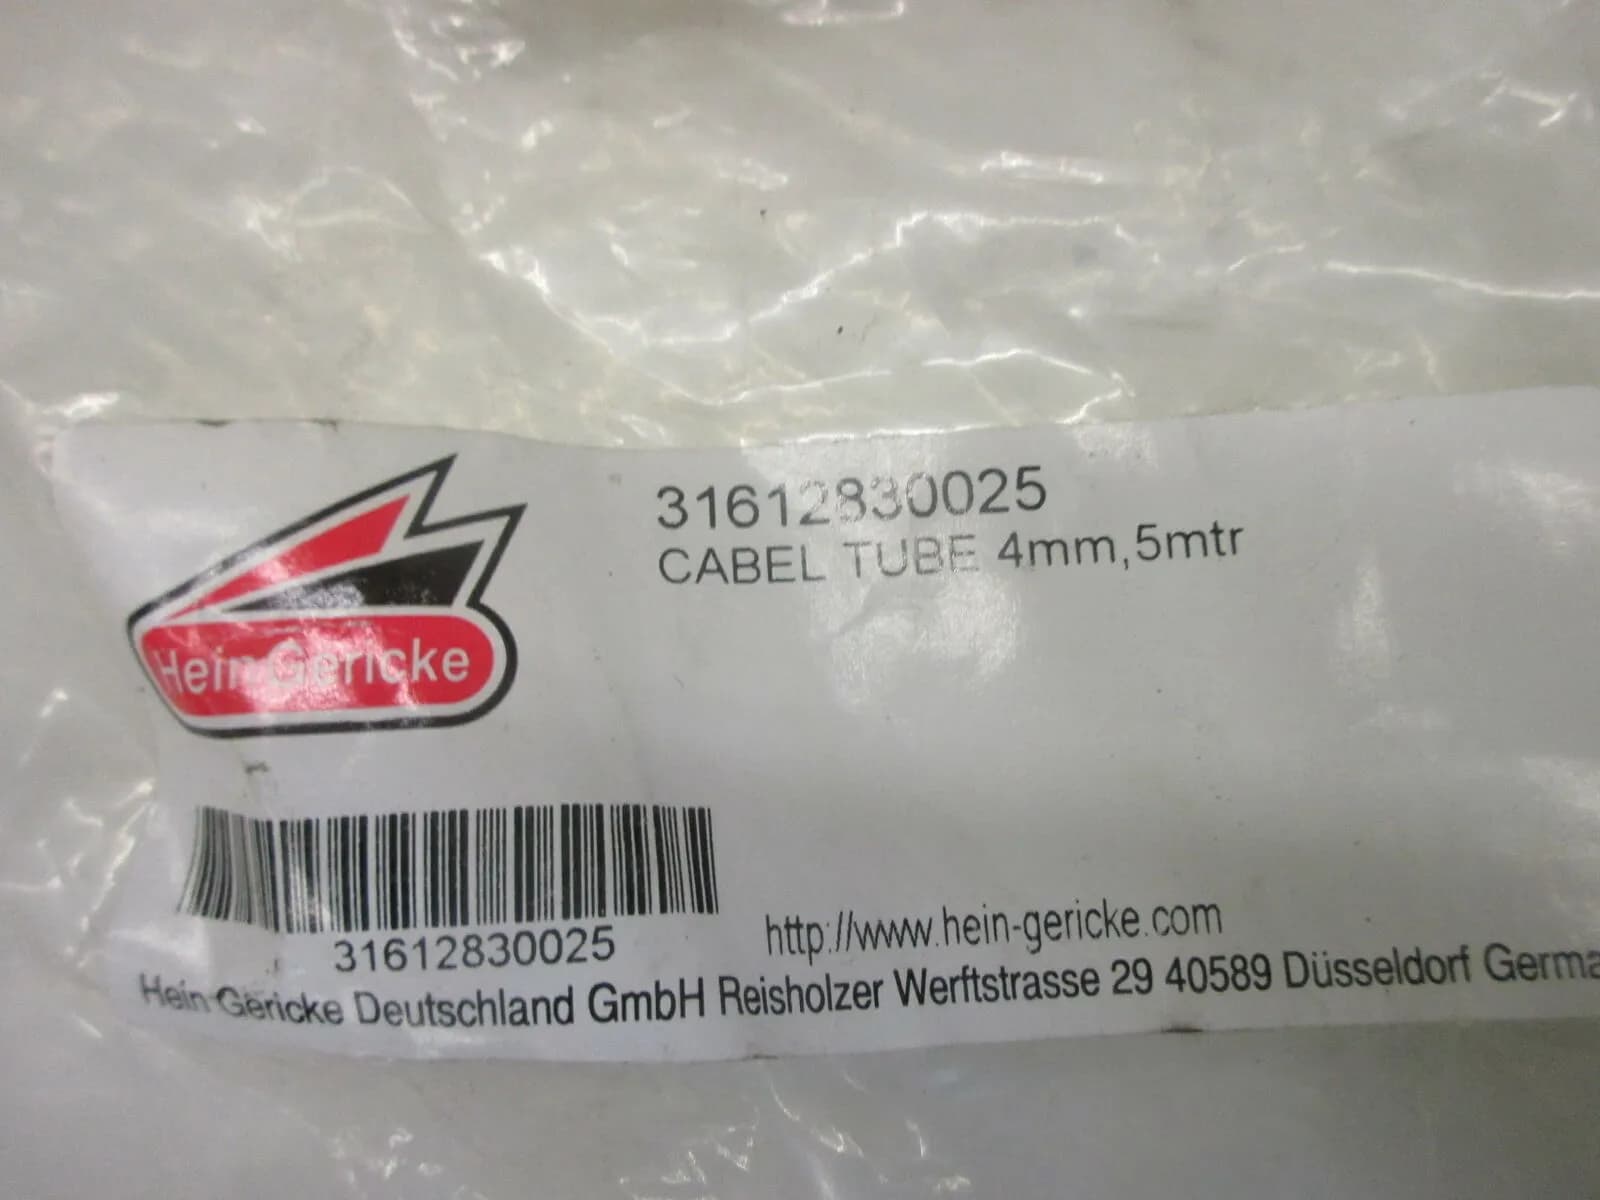 31612830025
CABEL TUBE 4mm,5mtr
Hein Gericke
31612830025
http://www.hein-gericke.com
Hein Gericke Deutschland GmbH Reisholzer Werftstrasse 29 40589 Düsseldorf Germa